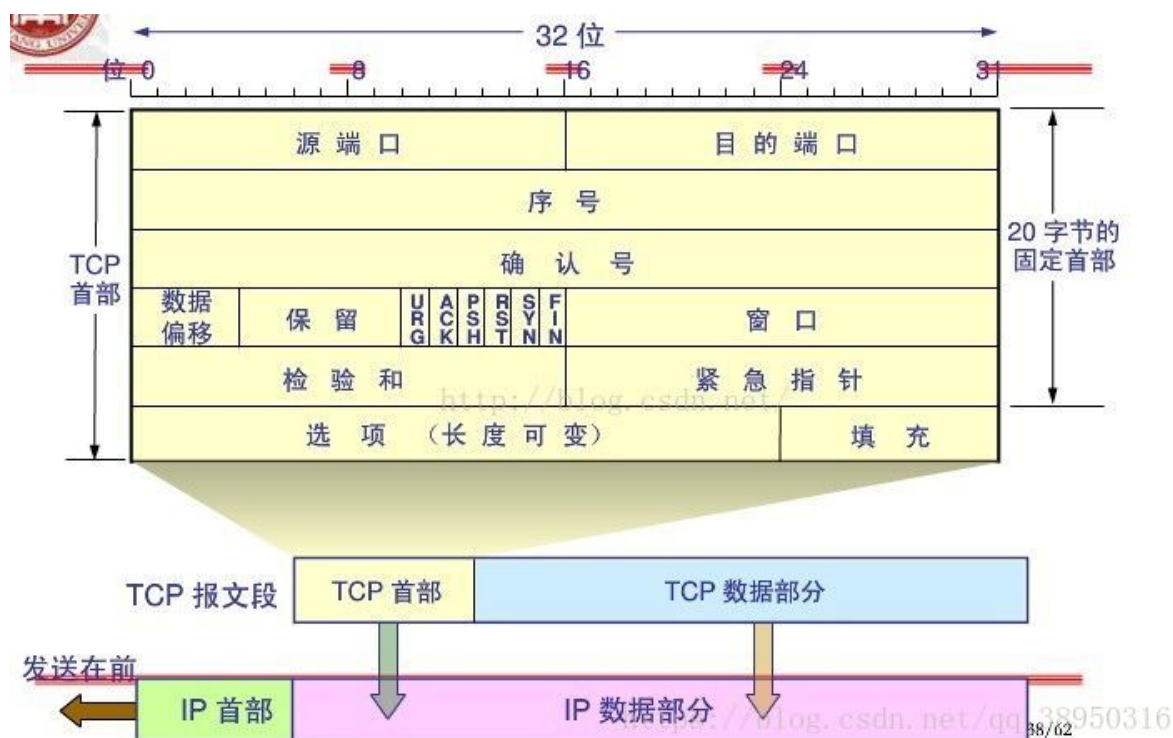 ANG UNIVE
32 位
位 0 8 16 24 31
源 端 口 目 的 端 口
序 号
确 认 号
TCP 首部
20 字节的
固定首部
数据偏移 保 留 URG ACK PSH RST SYN FIN 窗 口
检 验 和 紧 急 指 针
http://blog.csdn.net/
选 项 (长 度 可 变) 填 充
TCP 报文段 TCP 首部 TCP 数据部分
发送在前
IP 首部 IP 数据部分
https://blog.csdn.net/qq_38950316
38/62